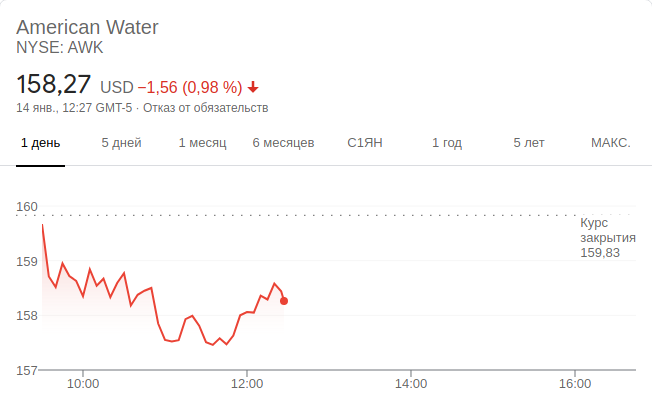 American Water
NYSE: AWK
158,27 USD −1,56 (0,98 %)
14 янв., 12:27 GMT-5 · Отказ от обязательств
1 день 5 дней 1 месяц 6 месяцев С1ЯН 1 год 5 лет МАКС.
160
Курс
закрытия
159,83
159
158
157
10:00 12:00 14:00 16:00